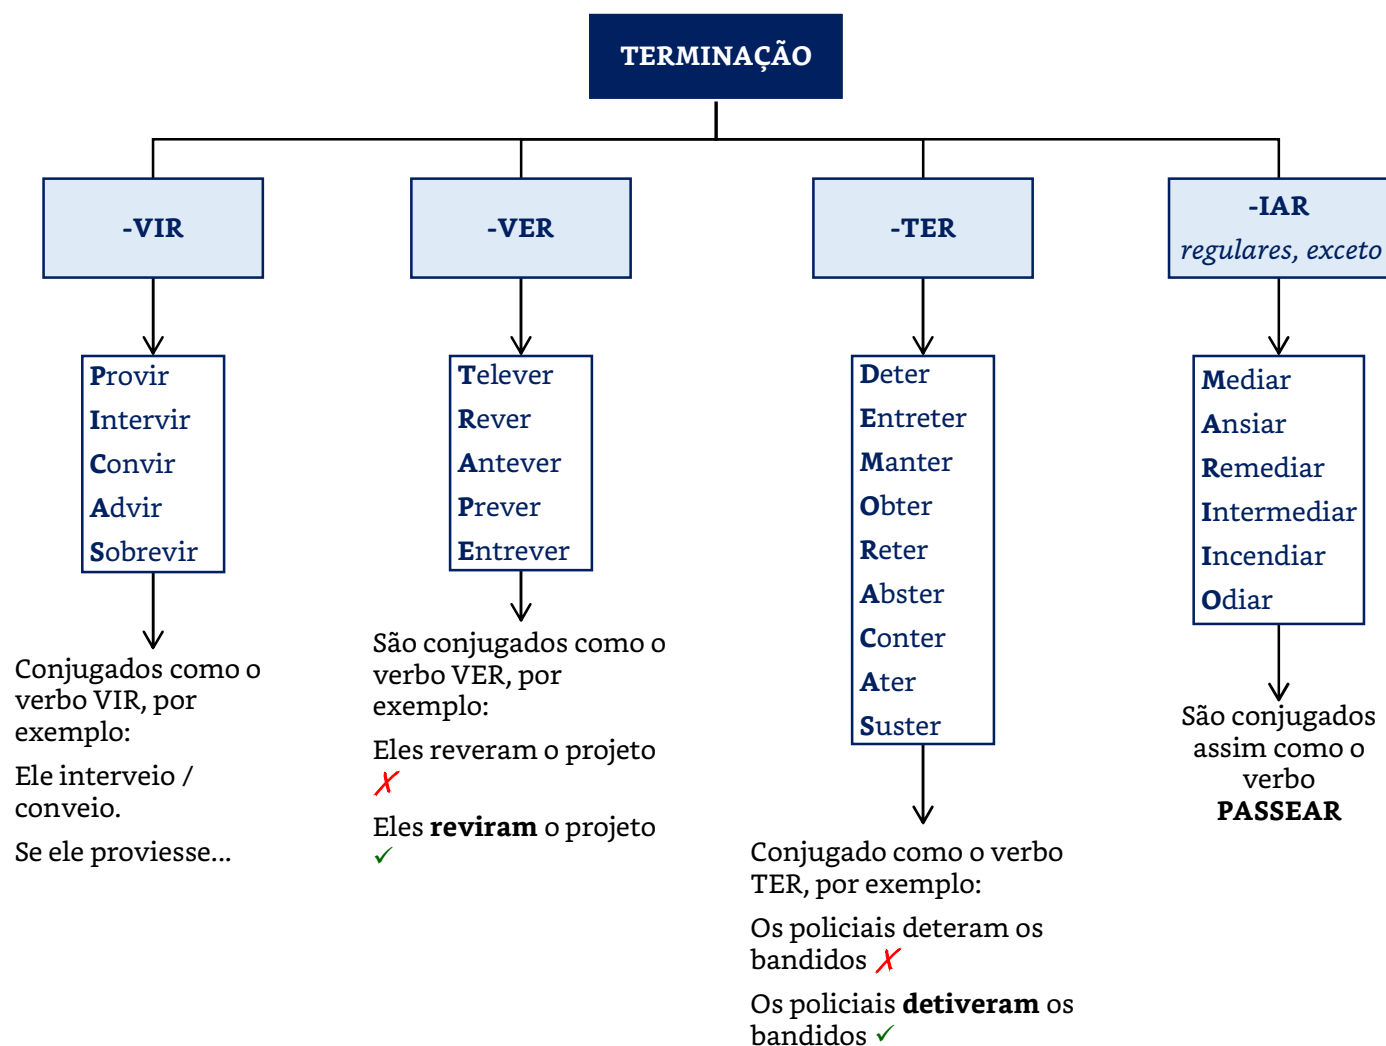 TERMINAÇÃO
-VIR
Provir
Intervir
Convir
Advir
Sobrevir
Conjugados como o
verbo VIR, por
exemplo:
Ele interveio /
conveio.
Se ele proviesse...
-VER
Telever
Rever
Antever
Prever
Entrever
São conjugados como o
verbo VER, por
exemplo:
Eles reveram o projeto
✗
Eles reviram o projeto
✓
-TER
Deter
Entreter
Manter
Obter
Reter
Abster
Conter
Ater
Suster
Conjugado como o verbo
TER, por exemplo:
Os policiais deteram os
bandidos ✗
Os policiais detiveram os
bandidos ✓
-IAR
regulares, exceto
Mediar
Ansiar
Remediar
Intermediar
Incendiar
Odiar
São conjugados
assim como o
verbo
PASSEAR